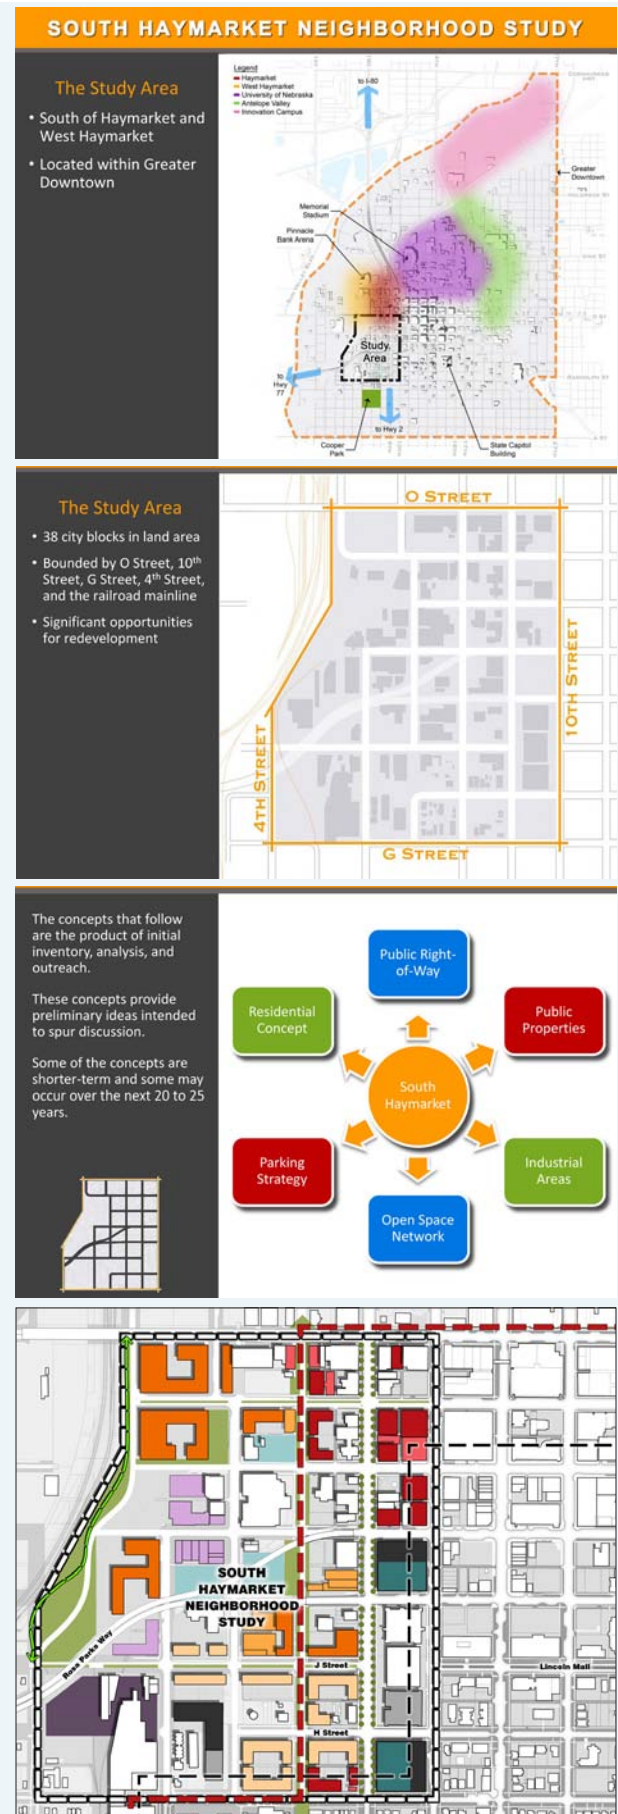 SOUTH HAYMARKET NEIGHBORHOOD STUDY
The Study Area
• South of Haymarket and
West Haymarket
• Located within Greater
Downtown
Legend
Haymarket
West Haymarket
University of Nebraska
Antelope Valley
Innovation Campus
to I-80
Greater
Downtown
Memorial
Stadium
Pinnacle
Bank Arena
Study
Area
to
Hwy
77
to Hwy 2
Cooper
Park
State Capitol
Building
The Study Area
• 38 city blocks in land area
• Bounded by O Street, 10th
Street, G Street, 4th Street,
and the railroad mainline
• Significant opportunities
for redevelopment
O STREET
10TH STREET
4TH STREET
G STREET
The concepts that follow
are the product of initial
inventory, analysis, and
outreach.
These concepts provide
preliminary ideas intended
to spur discussion.
Some of the concepts are
shorter-term and some may
occur over the next 20 to 25
years.
Public Right-
of-Way
Residential
Concept
Public
Properties
South
Haymarket
Parking
Strategy
Industrial
Areas
Open Space
Network
SOUTH
HAYMARKET
NEIGHBORHOOD
STUDY
Rosa Parks Way
J Street
Lincoln Mall
H Street